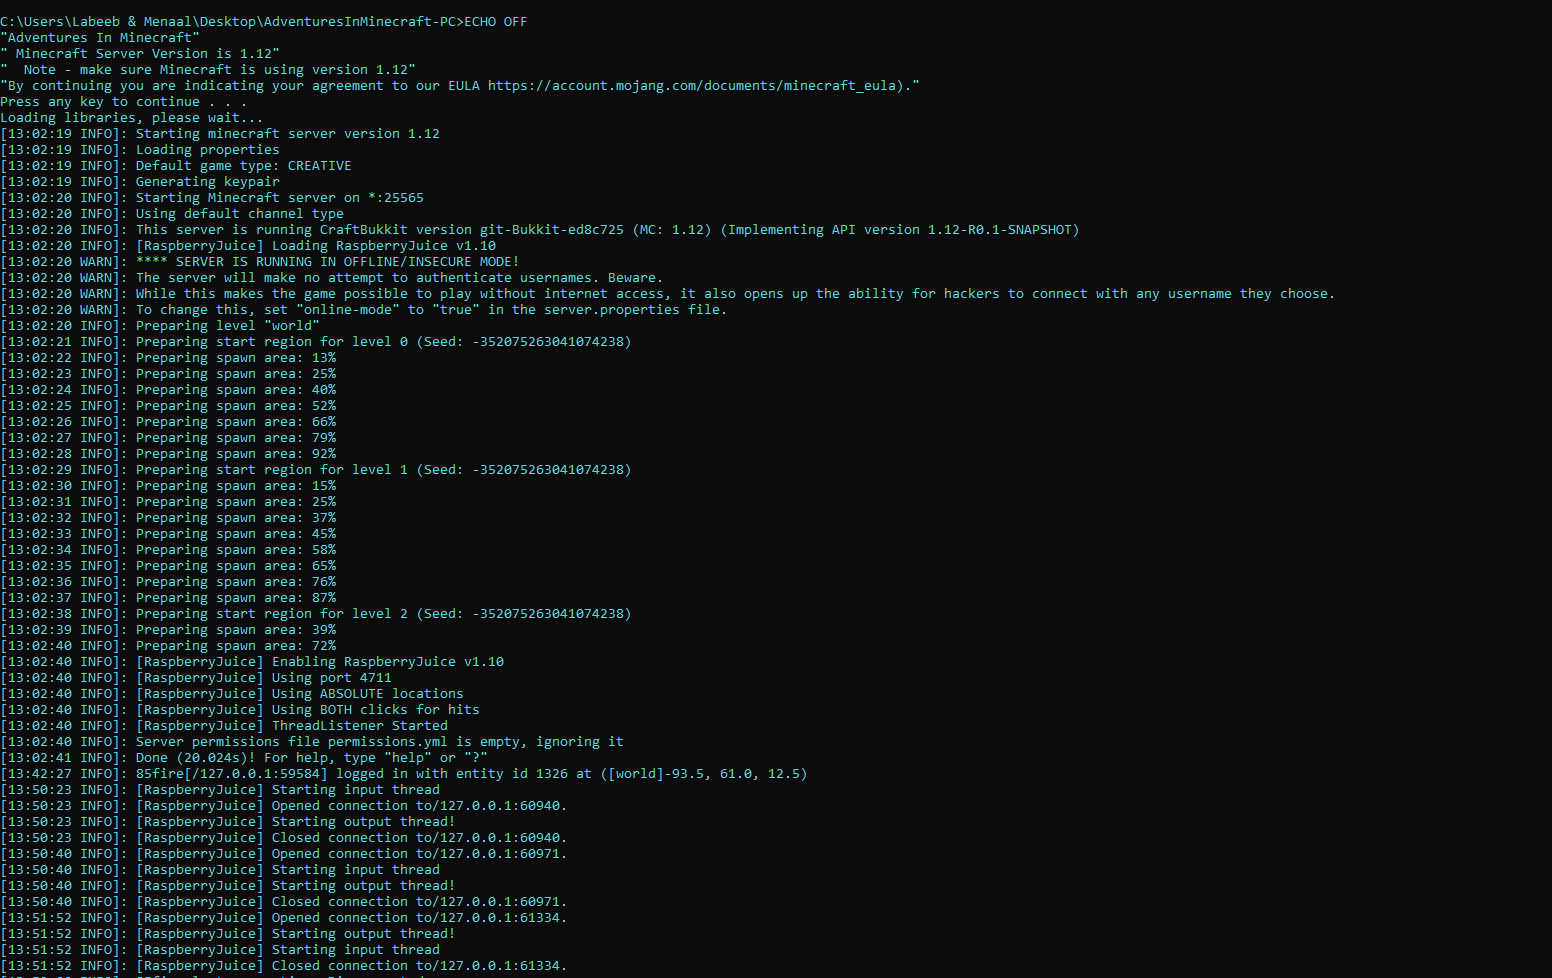 C:\Users\Labeeb & Menaal\Desktop\AdventuresInMinecraft-PC>ECHO OFF
"Adventures In Minecraft"
" Minecraft Server Version is 1.12"
"  Note - make sure Minecraft is using version 1.12"
"By continuing you are indicating your agreement to our EULA https://account.mojang.com/documents/minecraft_eula)."
Press any key to continue . . .
Loading libraries, please wait...
[13:02:19 INFO]: Starting minecraft server version 1.12
[13:02:19 INFO]: Loading properties
[13:02:19 INFO]: Default game type: CREATIVE
[13:02:19 INFO]: Generating keypair
[13:02:20 INFO]: Starting Minecraft server on *:25565
[13:02:20 INFO]: Using default channel type
[13:02:20 INFO]: This server is running CraftBukkit version git-Bukkit-ed8c725 (MC: 1.12) (Implementing API version 1.12-R0.1-SNAPSHOT)
[13:02:20 INFO]: [RaspberryJuice] Loading RaspberryJuice v1.10
[13:02:20 WARN]: **** SERVER IS RUNNING IN OFFLINE/INSECURE MODE!
[13:02:20 WARN]: The server will make no attempt to authenticate usernames. Beware.
[13:02:20 WARN]: While this makes the game possible to play without internet access, it also opens up the ability for hackers to connect with any username they choose.
[13:02:20 WARN]: To change this, set "online-mode" to "true" in the server.properties file.
[13:02:20 INFO]: Preparing level "world"
[13:02:21 INFO]: Preparing start region for level 0 (Seed: -352075263041074238)
[13:02:22 INFO]: Preparing spawn area: 13%
[13:02:23 INFO]: Preparing spawn area: 25%
[13:02:24 INFO]: Preparing spawn area: 40%
[13:02:25 INFO]: Preparing spawn area: 52%
[13:02:26 INFO]: Preparing spawn area: 66%
[13:02:27 INFO]: Preparing spawn area: 79%
[13:02:28 INFO]: Preparing spawn area: 92%
[13:02:29 INFO]: Preparing start region for level 1 (Seed: -352075263041074238)
[13:02:30 INFO]: Preparing spawn area: 15%
[13:02:31 INFO]: Preparing spawn area: 25%
[13:02:32 INFO]: Preparing spawn area: 37%
[13:02:33 INFO]: Preparing spawn area: 45%
[13:02:34 INFO]: Preparing spawn area: 58%
[13:02:35 INFO]: Preparing spawn area: 65%
[13:02:36 INFO]: Preparing spawn area: 76%
[13:02:37 INFO]: Preparing spawn area: 87%
[13:02:38 INFO]: Preparing start region for level 2 (Seed: -352075263041074238)
[13:02:39 INFO]: Preparing spawn area: 39%
[13:02:40 INFO]: Preparing spawn area: 72%
[13:02:40 INFO]: [RaspberryJuice] Enabling RaspberryJuice v1.10
[13:02:40 INFO]: [RaspberryJuice] Using port 4711
[13:02:40 INFO]: [RaspberryJuice] Using ABSOLUTE locations
[13:02:40 INFO]: [RaspberryJuice] Using BOTH clicks for hits
[13:02:40 INFO]: [RaspberryJuice] ThreadListener Started
[13:02:40 INFO]: Server permissions file permissions.yml is empty, ignoring it
[13:02:41 INFO]: Done (20.024s)! For help, type "help" or "?"
[13:42:27 INFO]: 85fire[/127.0.0.1:59584] logged in with entity id 1326 at ([world]-93.5, 61.0, 12.5)
[13:50:23 INFO]: [RaspberryJuice] Starting input thread
[13:50:23 INFO]: [RaspberryJuice] Opened connection to/127.0.0.1:60940.
[13:50:23 INFO]: [RaspberryJuice] Starting output thread!
[13:50:23 INFO]: [RaspberryJuice] Closed connection to/127.0.0.1:60940.
[13:50:40 INFO]: [RaspberryJuice] Opened connection to/127.0.0.1:60971.
[13:50:40 INFO]: [RaspberryJuice] Starting input thread
[13:50:40 INFO]: [RaspberryJuice] Starting output thread!
[13:50:40 INFO]: [RaspberryJuice] Closed connection to/127.0.0.1:60971.
[13:51:52 INFO]: [RaspberryJuice] Opened connection to/127.0.0.1:61334.
[13:51:52 INFO]: [RaspberryJuice] Starting output thread!
[13:51:52 INFO]: [RaspberryJuice] Starting input thread
[13:51:52 INFO]: [RaspberryJuice] Closed connection to/127.0.0.1:61334.